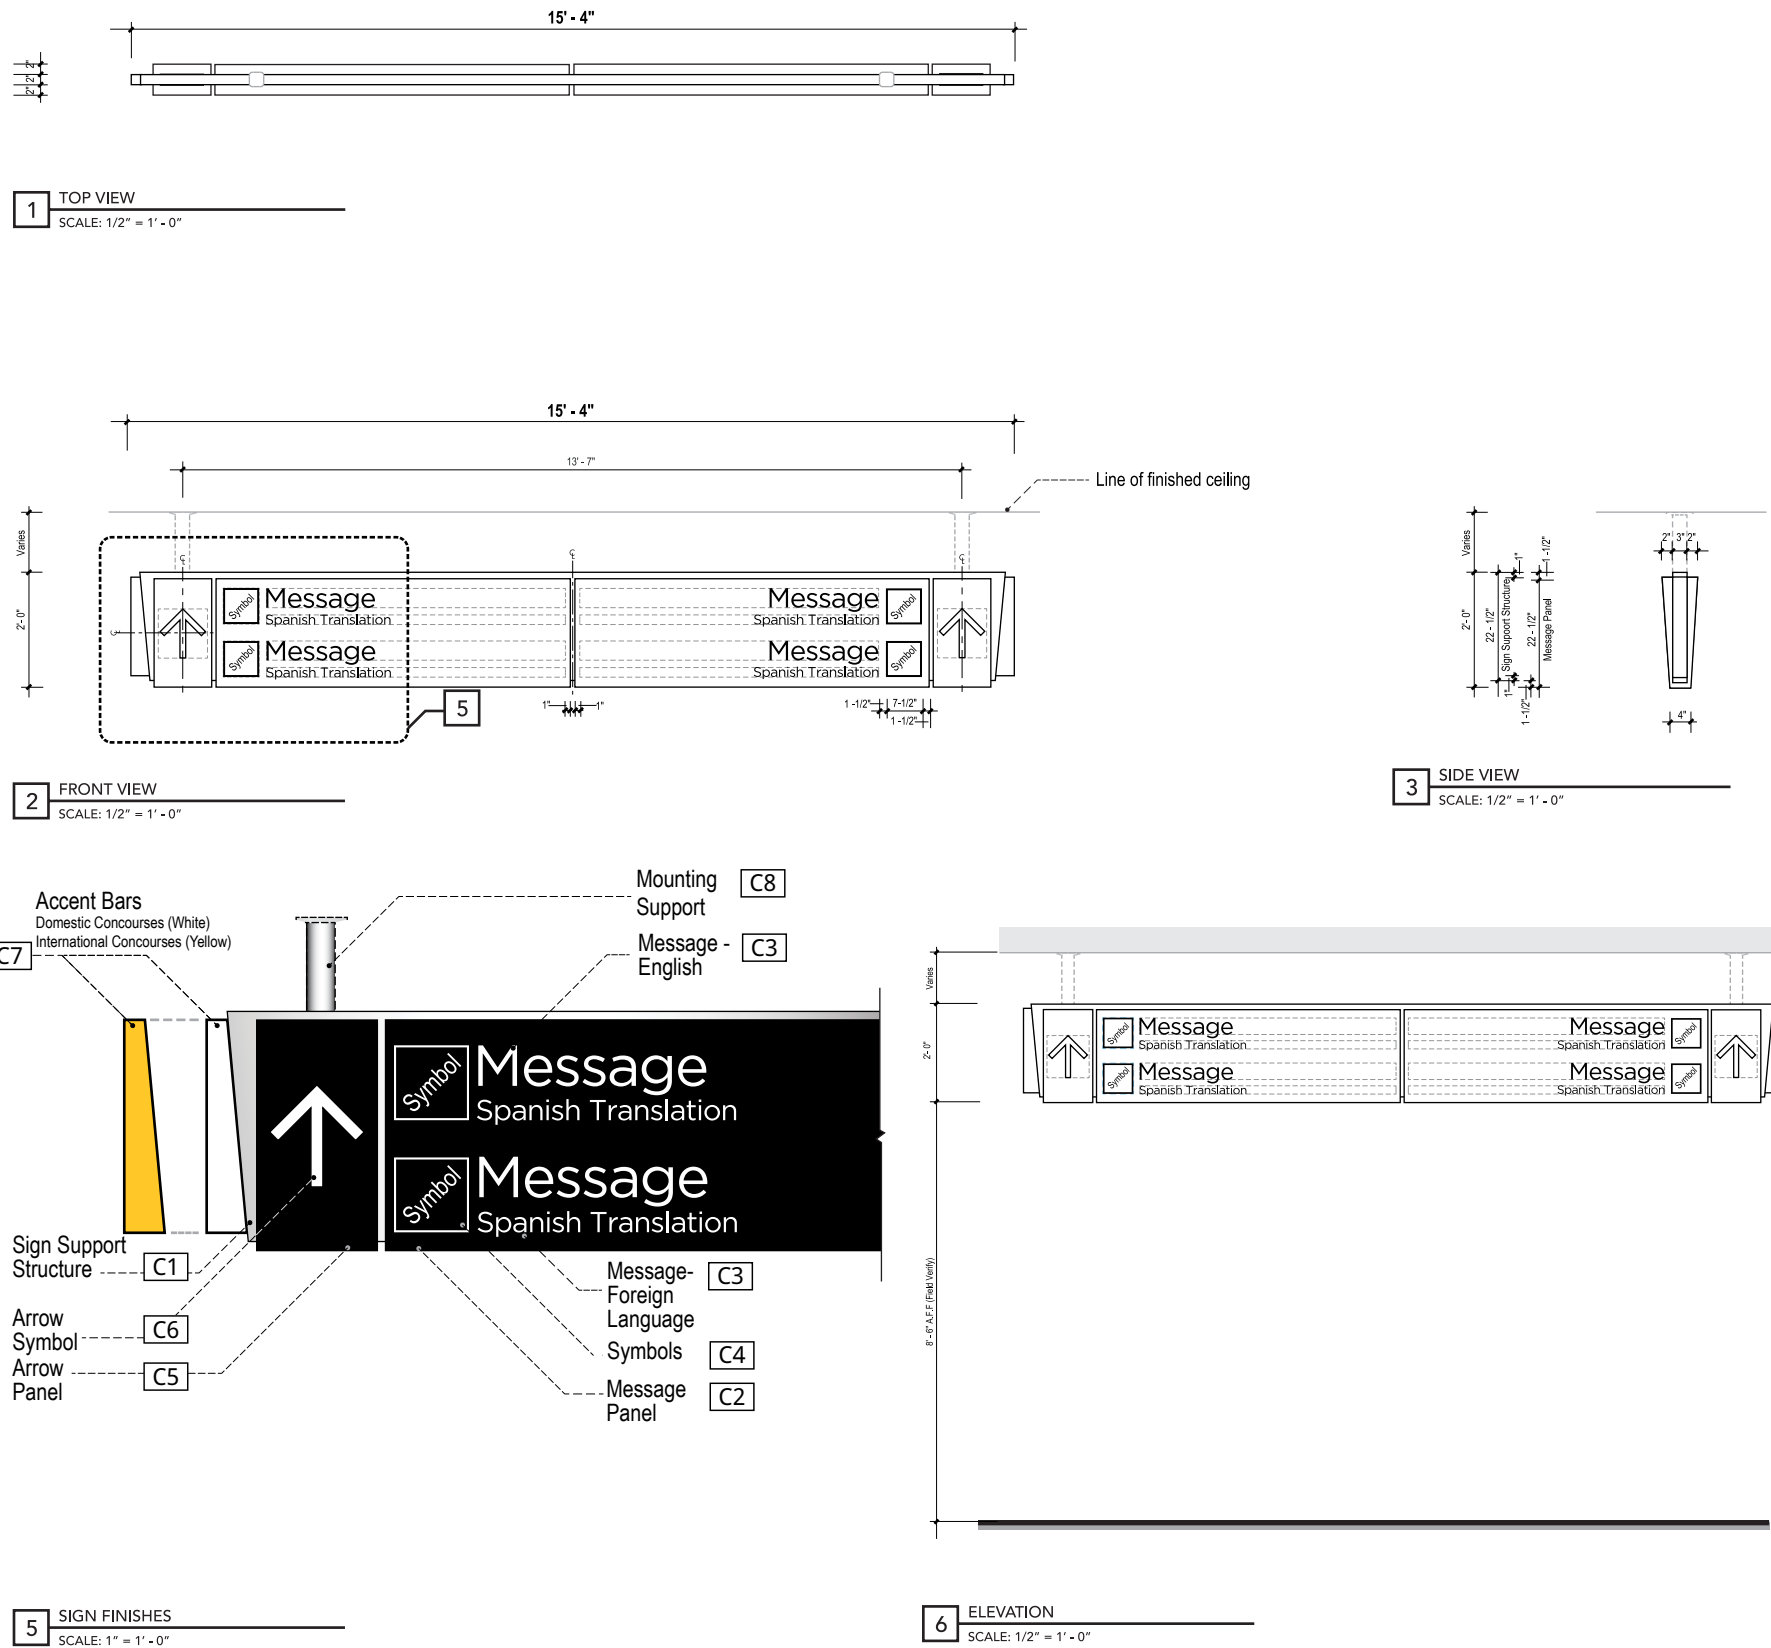 15' - 4"
2"
2"
2"
1
TOP VIEW
SCALE: 1/2" = 1' - 0"
15' - 4"
13' - 7"
Line of finished ceiling
Varies
2'- 0"
Symbol
Message
Spanish Translation
Symbol
Message
Spanish Translation
Message
Spanish Translation
Symbol
Message
Spanish Translation
Symbol
5
1"
1"
1 -1/2"
7-1/2"
1 -1/2"
2
FRONT VIEW
SCALE: 1/2" = 1' - 0"
Varies
2'- 0"
22 - 1/2"
Sign Supoort Structure
1"
1"
22 - 1/2"
Message Panel
1 -1/2"
1 -1/2"
2"
3"
2"
4"
3
SIDE VIEW
SCALE: 1/2" = 1' - 0"
Accent Bars
Domestic Concourses (White)
International Concourses (Yellow)
C7
Mounting
Support
C8
Message -
English
C3
Symbol
Message
Spanish Translation
Symbol
Message
Spanish Translation
Sign Support
Structure
C1
Arrow
Symbol
C6
Arrow
Panel
C5
Message-
Foreign
Language
C3
Symbols
C4
Message
Panel
C2
5
SIGN FINISHES
SCALE: 1" = 1' - 0"
Varies
2'- 0"
8' - 6" A.F.F (Field Verify)
Symbol
Message
Spanish Translation
Symbol
Message
Spanish Translation
Message
Spanish Translation
Symbol
Message
Spanish Translation
Symbol
6
ELEVATION
SCALE: 1/2" = 1' - 0"